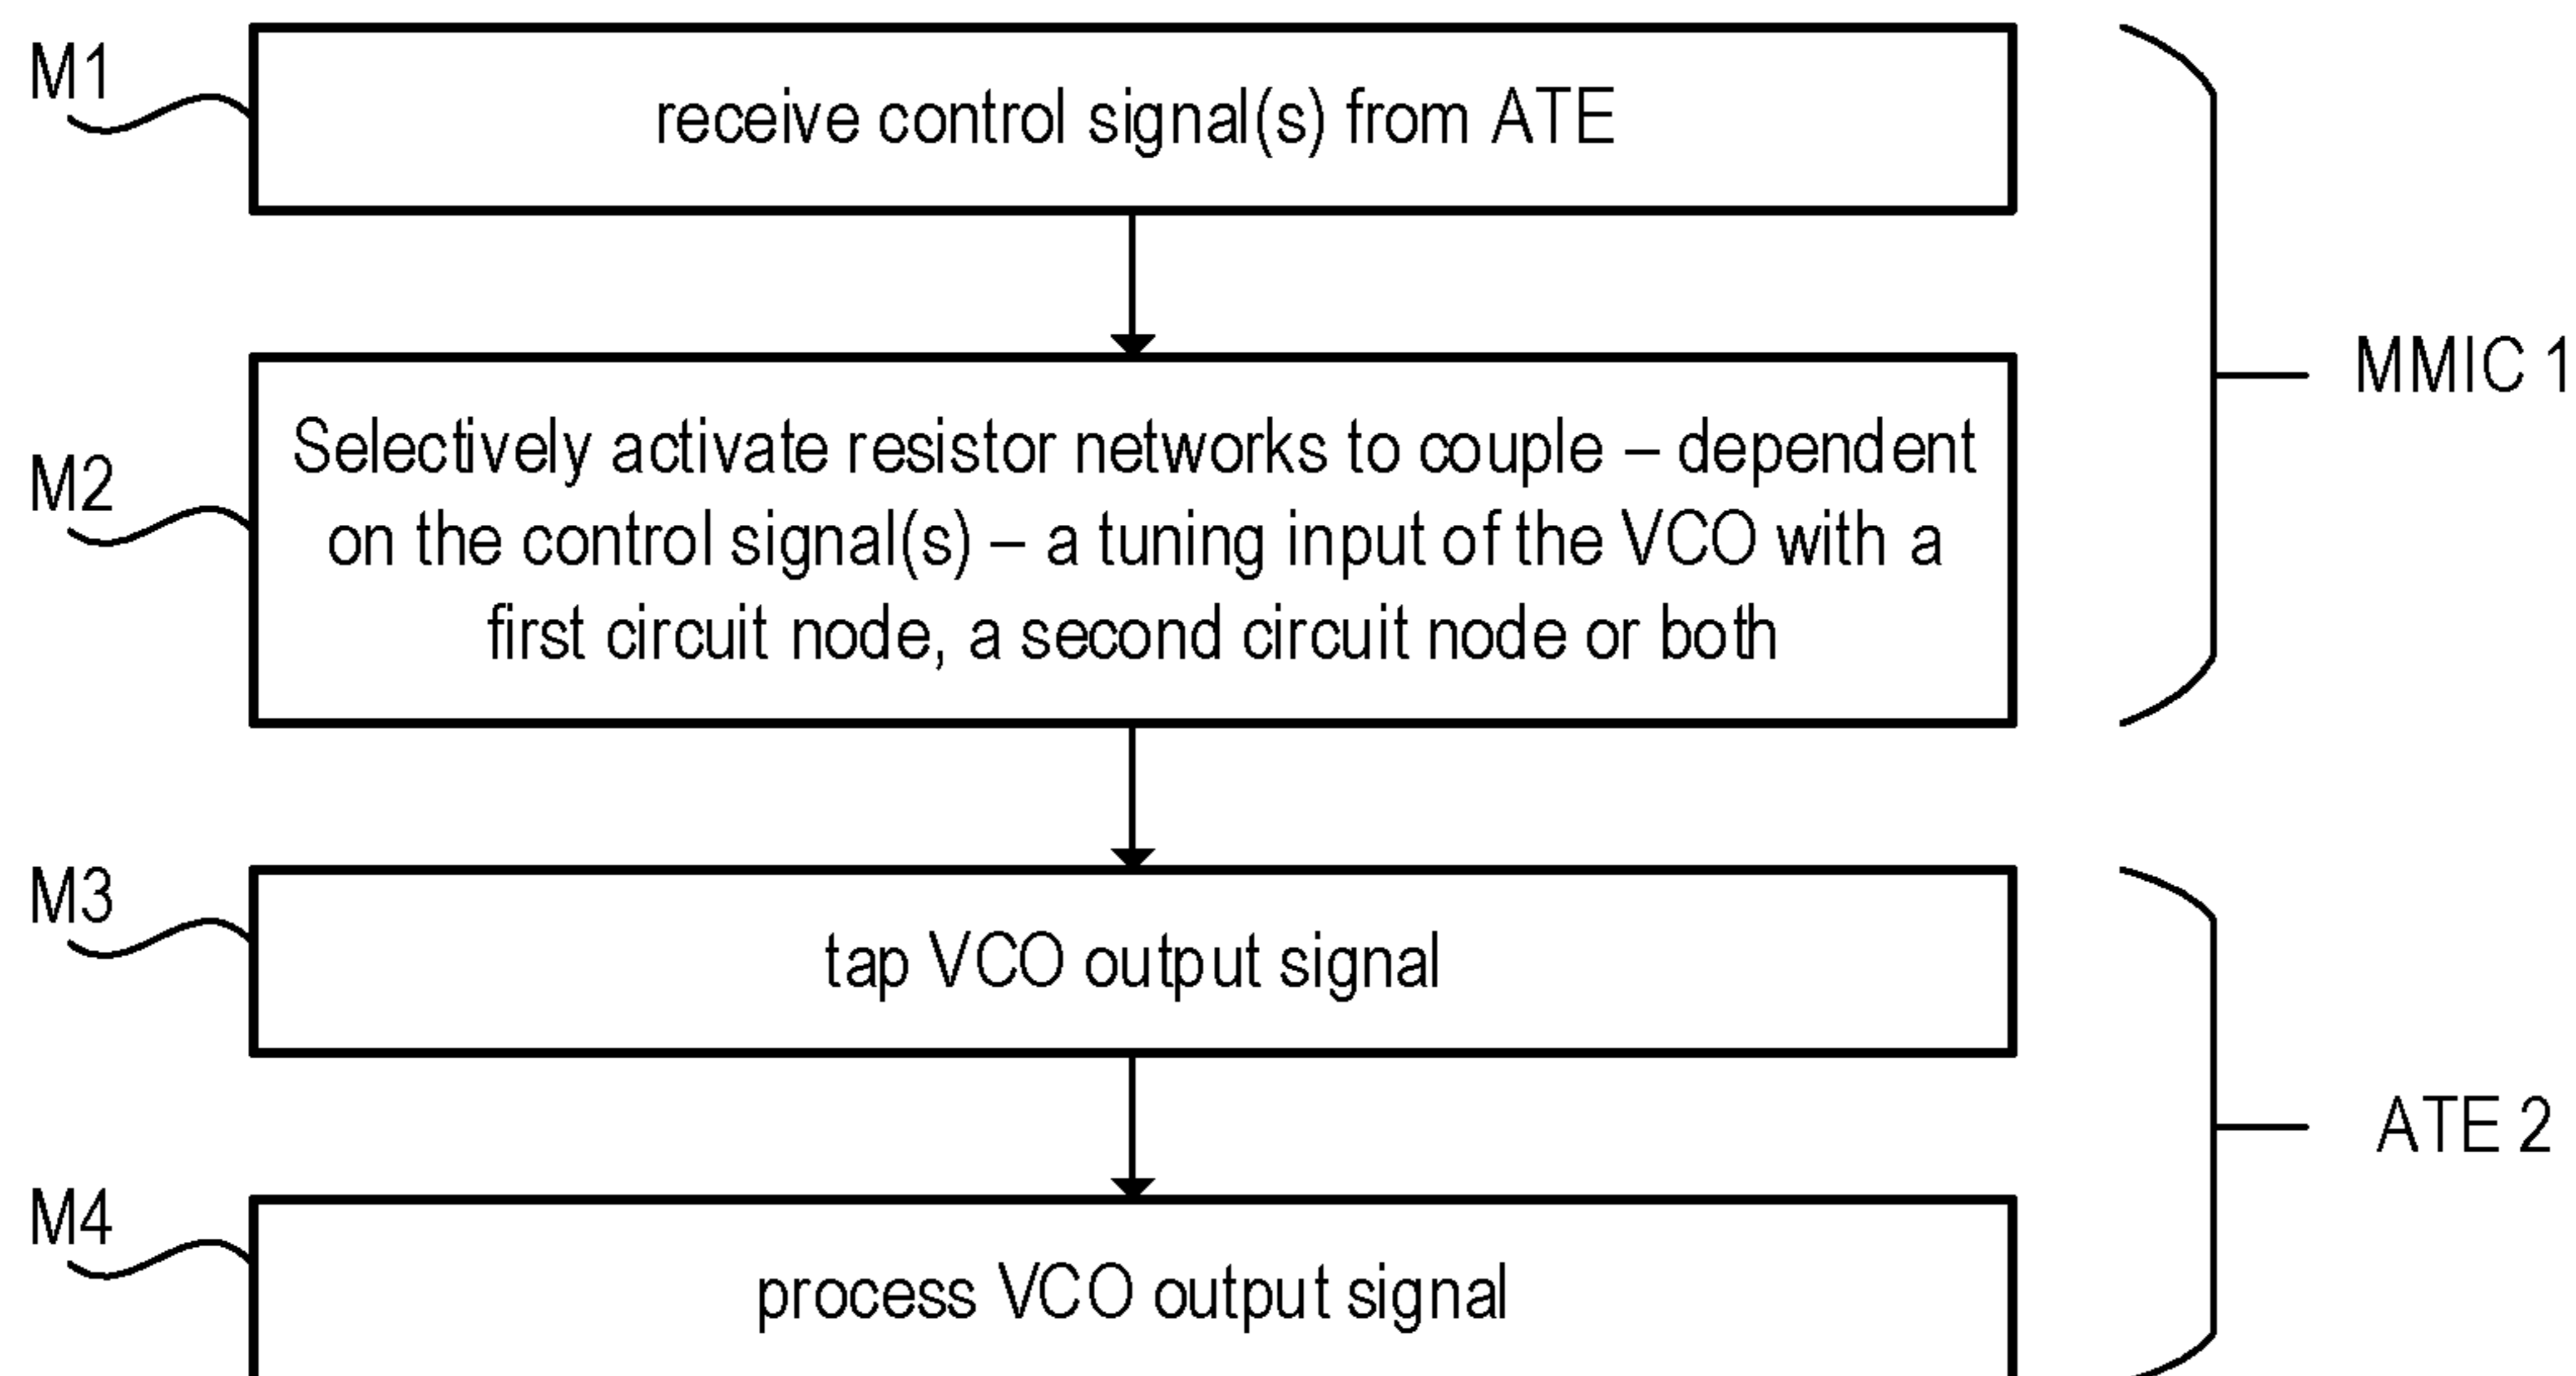 M1
receive control signal(s) from ATE
M2
Selectively activate resistor networks to couple – dependent
on the control signal(s) – a tuning input of the VCO with a
first circuit node, a second circuit node or both
MMIC 1
M3
tap VCO output signal
M4
process VCO output signal
ATE 2